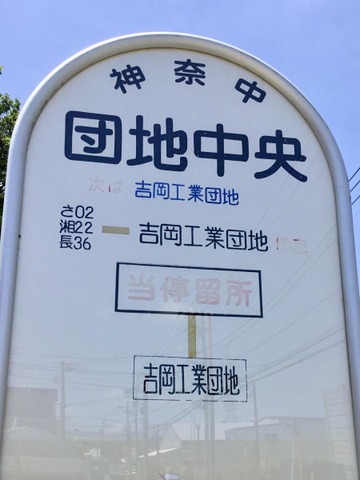 神奈中
団地中央
次は 吉岡工業団地
さ02
湘22 吉岡工業団地 ゆき
長36
当停留所
吉岡工業団地